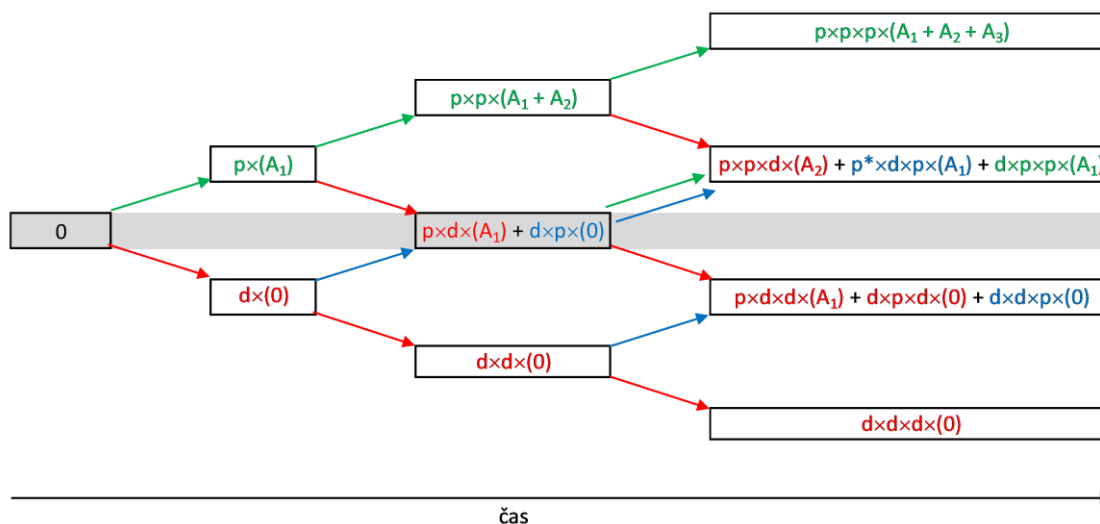 p×p×p×(A₁ + A₂ + A₃)
p×p×(A₁ + A₂)
p×(A₁)
p×p×d×(A₂) + p*×d×p×(A₁) + d×p×p×(A₁)
0
p×d×(A₁) + d×p×(0)
d×(0)
p×d×d×(A₁) + d×p×d×(0) + d×d×p×(0)
d×d×(0)
d×d×d×(0)
čas